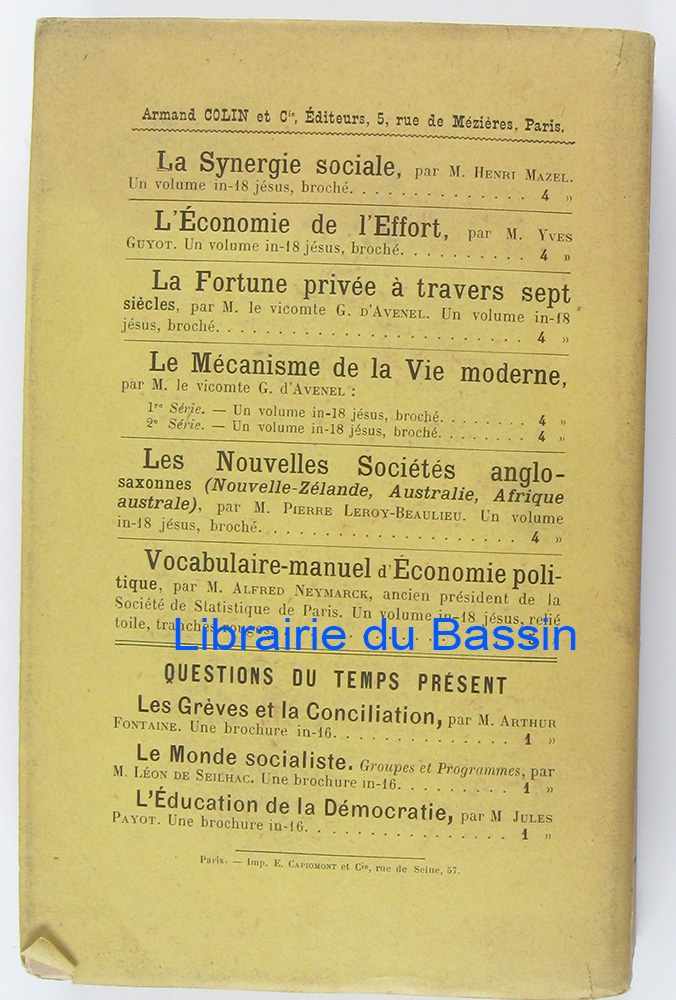 Armand COLIN et Cie, Éditeurs, 5, rue de Mézières, Paris.
La Synergie sociale, par M. HENRI MAZEL.
Un volume in-18 jésus, broché. . . . . . . . . . . . . 4 »
L'Économie de l'Effort, par M. YVES
GUYOT. Un volume in-18 jésus, broché. . . . . . . . . . 4 »
La Fortune privée à travers sept
siècles, par M. le vicomte G. D'AVENEL. Un volume in-18
jésus, broché. . . . . . . . . . . . . . . . . . . . . . . 4 »
Le Mécanisme de la Vie moderne,
par M. le vicomte G. d'AVENEL :
1re Série. — Un volume in-18 jésus, broché. . . . . . . . 4 »
2e Série. — Un volume in-18 jésus, broché. . . . . . . . 4 »
Les Nouvelles Sociétés anglo-
saxonnes (Nouvelle-Zélande, Australie, Afrique
australe), par M. PIERRE LEROY-BEAULIEU. Un volume
in-18 jésus, broché. . . . . . . . . . . . . . . . . . . . 4 »
Vocabulaire-manuel d'Économie poli-
tique, par M. ALFRED NEYMARCK, ancien président de la
Société de Statistique de Paris. Un volume in-18 jésus, relié
toile, tranches rouges.
Librairie du Bassin
QUESTIONS DU TEMPS PRÉSENT
Les Grèves et la Conciliation, par M. ARTHUR
FONTAINE. Une brochure in-16. . . . . . . . . . . . . . 1 »
Le Monde socialiste. Groupes et Programmes, par
M. LÉON DE SEILHAC. Une brochure in-16. . . . . . . . . 1 »
L'Éducation de la Démocratie, par M JULES
PAYOT. Une brochure in-16. . . . . . . . . . . . . . . . 1 »
Paris. — Imp. E. CAPIOMONT et Cie, rue de Seine, 57.